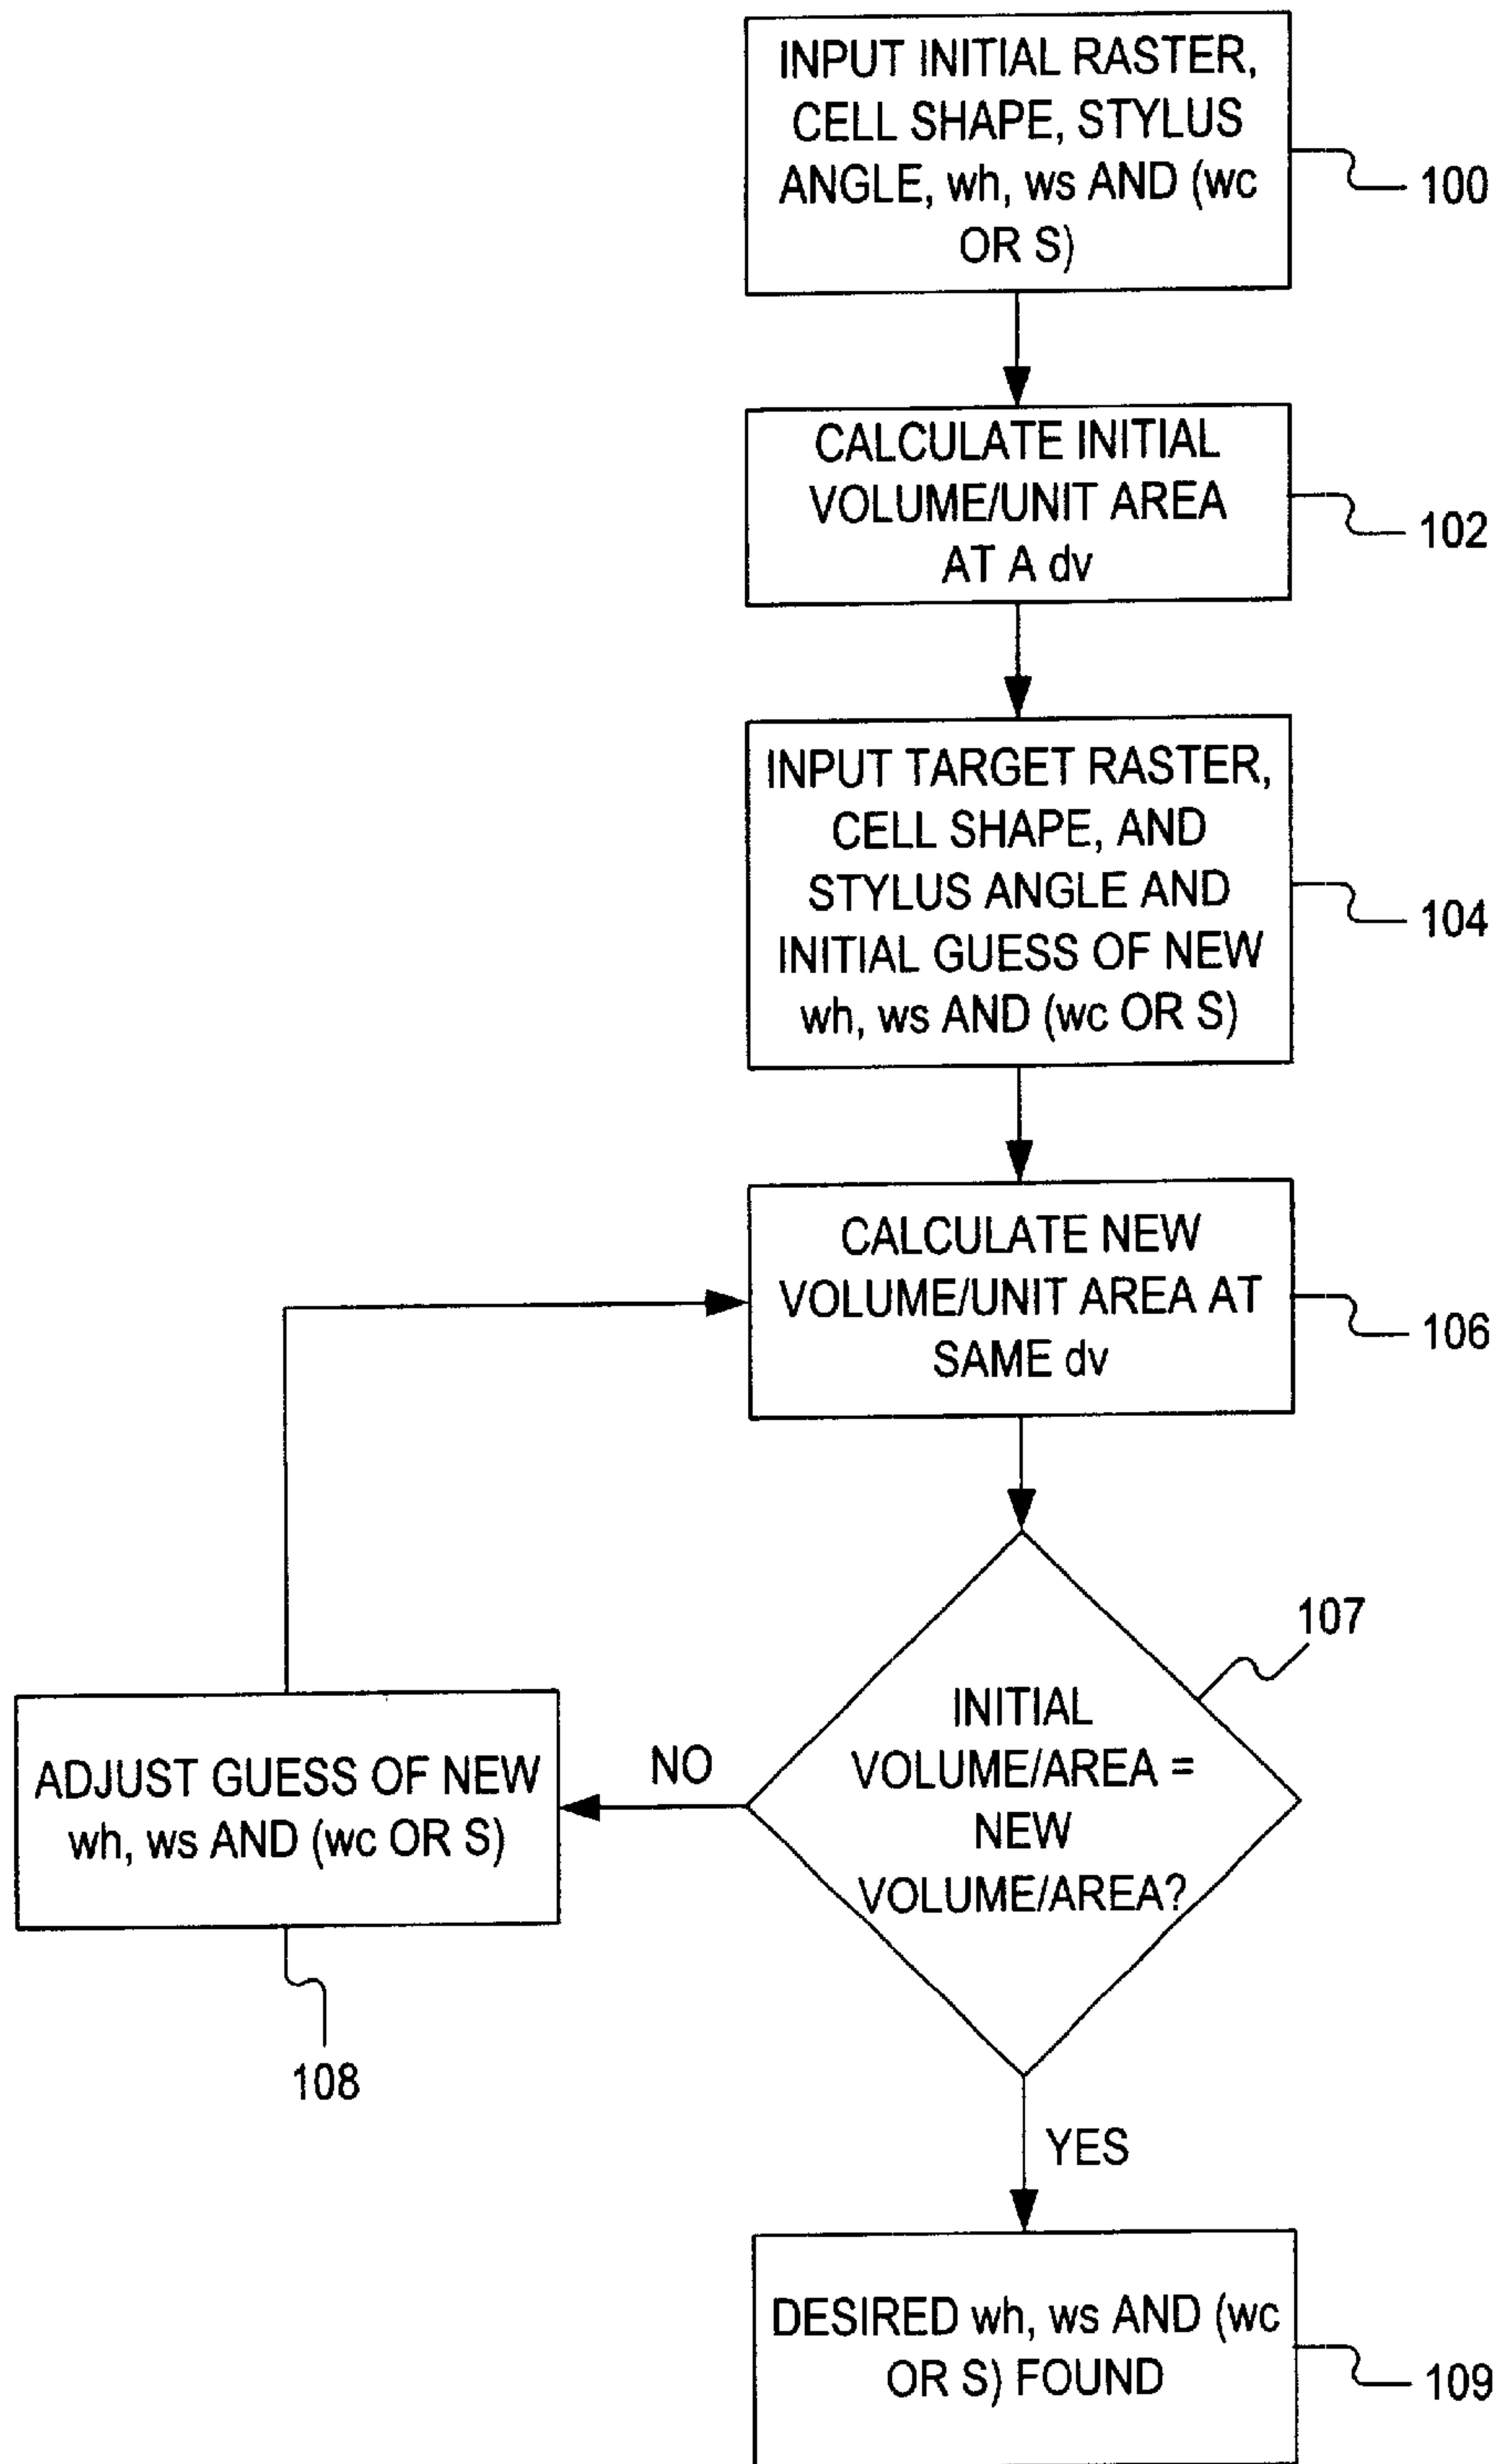 INPUT INITIAL RASTER,
CELL SHAPE, STYLUS
ANGLE, wh, ws AND (wc
OR S)
100
CALCULATE INITIAL
VOLUME/UNIT AREA
AT A dv
102
INPUT TARGET RASTER,
CELL SHAPE, AND
STYLUS ANGLE AND
INITIAL GUESS OF NEW
wh, ws AND (wc OR S)
104
CALCULATE NEW
VOLUME/UNIT AREA AT
SAME dv
106
107
INITIAL
VOLUME/AREA =
NEW
VOLUME/AREA?
NO
ADJUST GUESS OF NEW
wh, ws AND (wc OR S)
108
YES
DESIRED wh, ws AND (wc
OR S) FOUND
109